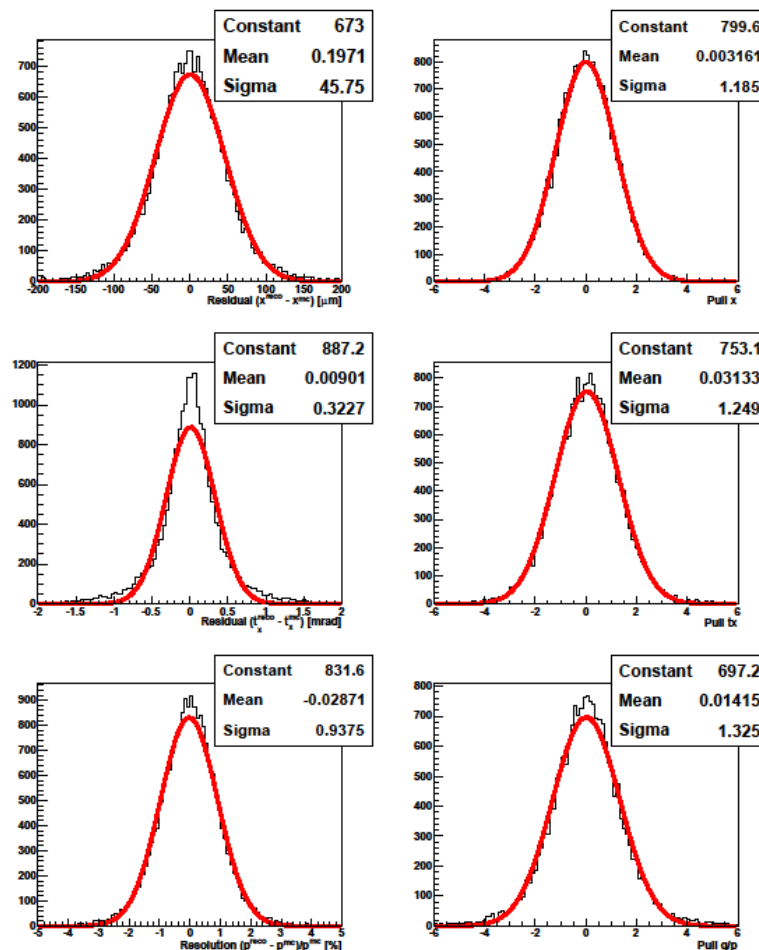 Constant 673
Mean 0.1971
Sigma 45.75
700
600
500
400
300
200
100
0
-200 -150 -100 -50 0 50 100 150 200
Residual (x^reco - x^mc) [μm]
Constant 799.6
Mean 0.003161
Sigma 1.185
800
700
600
500
400
300
200
100
0
-6 -4 -2 0 2 4 6
Pull x
Constant 887.2
Mean 0.00901
Sigma 0.3227
1200
1000
800
600
400
200
0
-2 -1.5 -1 -0.5 0 0.5 1 1.5 2
Residual (t_x^reco - t_x^mc) [mrad]
Constant 753.1
Mean 0.03133
Sigma 1.249
800
700
600
500
400
300
200
100
0
-6 -4 -2 0 2 4 6
Pull tx
Constant 831.6
Mean -0.02871
Sigma 0.9375
900
800
700
600
500
400
300
200
100
0
-5 -4 -3 -2 -1 0 1 2 3 4 5
Resolution (p^reco - p^mc)/p^mc [%]
Constant 697.2
Mean 0.01415
Sigma 1.325
800
700
600
500
400
300
200
100
0
-6 -4 -2 0 2 4 6
Pull q/p